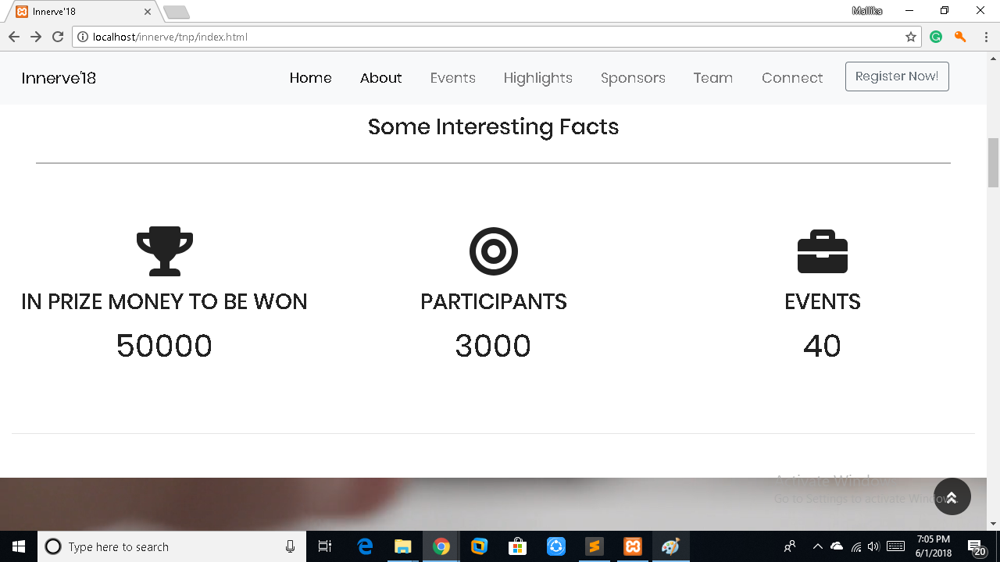 Innerve'18
Mallika
localhost/innerve/tnp/index.html
Innerve'18 Home About Events Highlights Sponsors Team Connect Register Now!
Some Interesting Facts
IN PRIZE MONEY TO BE WON PARTICIPANTS EVENTS
50000 3000 40
Activate Windows
Go to Settings to activate Windows.
Type here to search
7:05 PM
6/1/2018
20